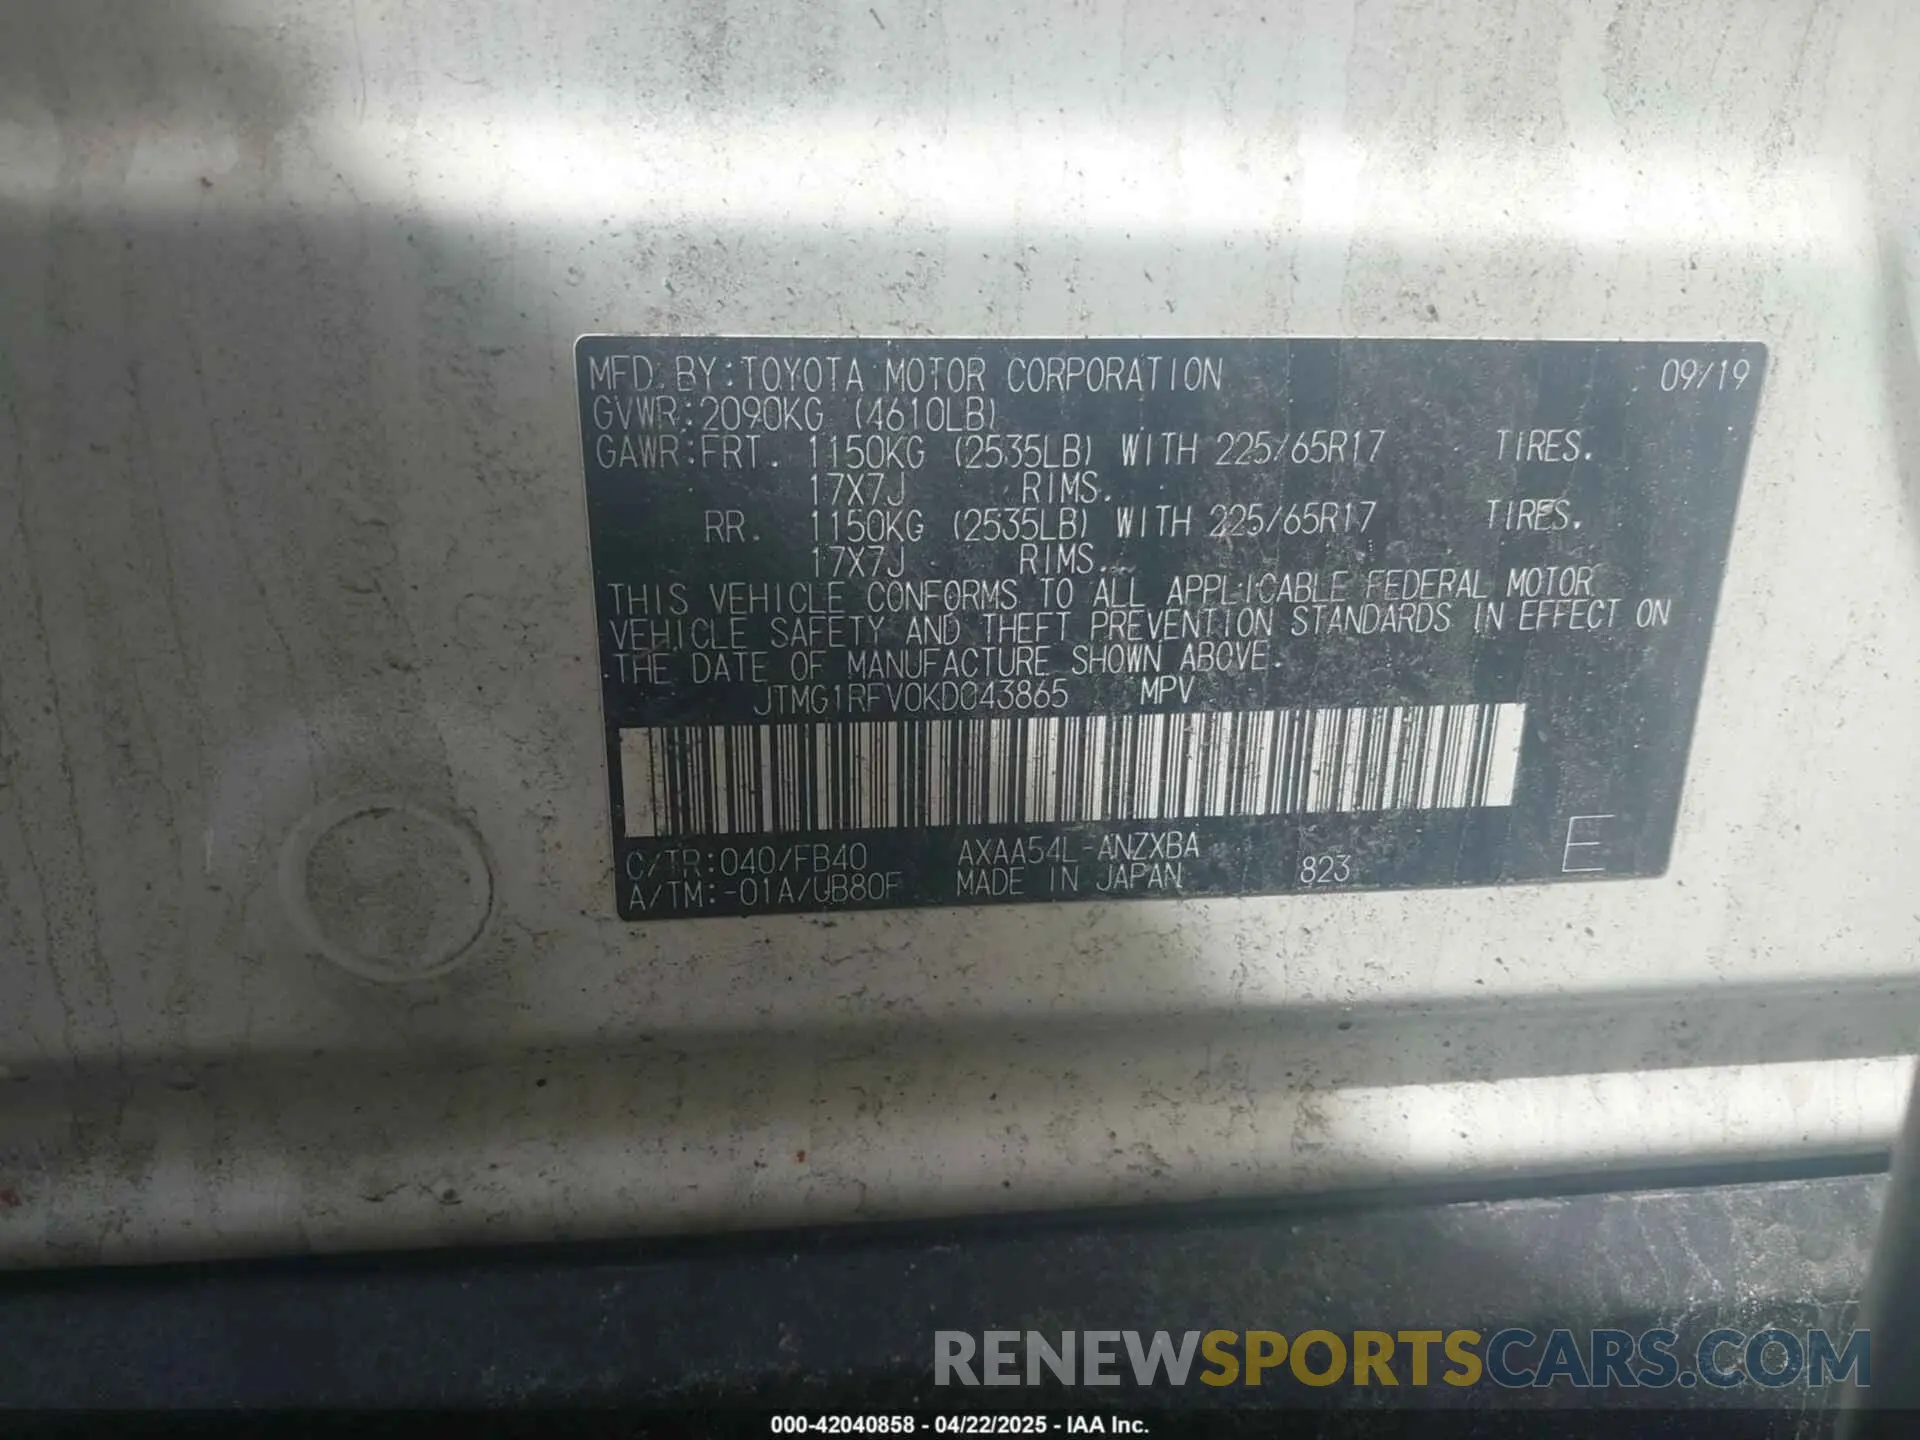 MFD. BY: TOYOTA MOTOR CORPORATION 09/19
GVWR: 2090KG (4610LB)
GAWR: FRT. 1150KG (2535LB) WITH 225/65R17 TIRES.
17X7J RIMS.
RR. 1150KG (2535LB) WITH 225/65R17 TIRES.
17X7J RIMS.
THIS VEHICLE CONFORMS TO ALL APPLICABLE FEDERAL MOTOR
VEHICLE SAFETY AND THEFT PREVENTION STANDARDS IN EFFECT ON
THE DATE OF MANUFACTURE SHOWN ABOVE.
JTMG1RFV0KD043865 MPV
C/TR: 040/FB40 AXAA54L-ANZXBA
A/TM: -01A/UB80F MADE IN JAPAN 823 E
RENEWSPORTSCARS.COM
000-42040858 - 04/22/2025 - IAA Inc.